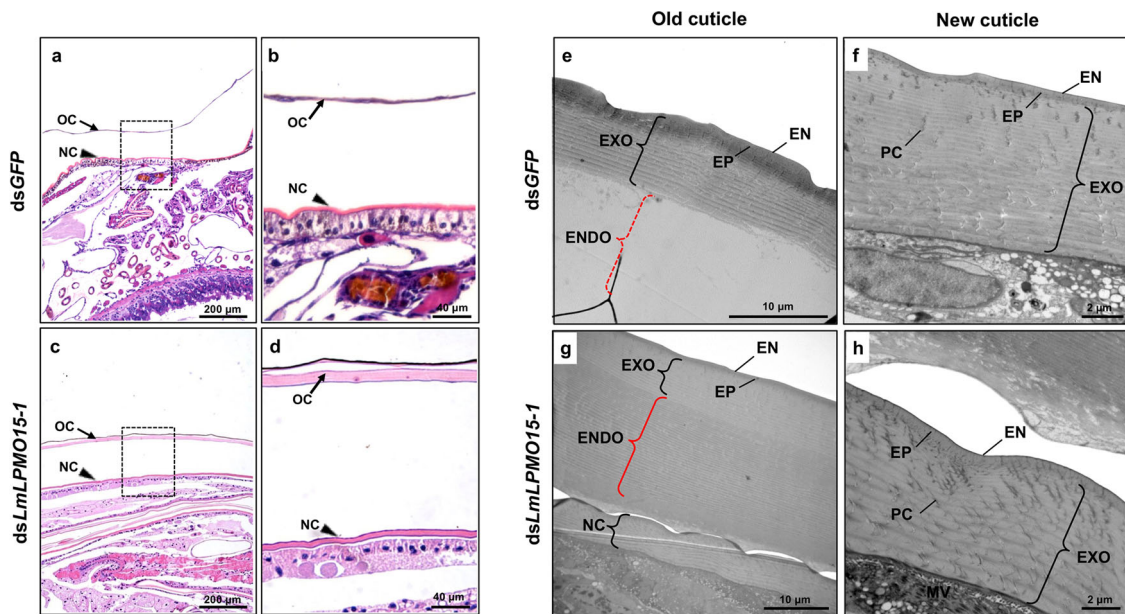 Old cuticle
New cuticle
dsGFP
a
OC
NC
200 µm
b
OC
NC
40 µm
e
EXO
EP
EN
ENDO
10 µm
f
EN
EP
PC
EXO
2 µm
dsLmLPMO15-1
c
OC
NC
200 µm
d
OC
NC
40 µm
g
EXO
EN
EP
ENDO
NC
10 µm
h
EP
EN
PC
EXO
MV
2 µm